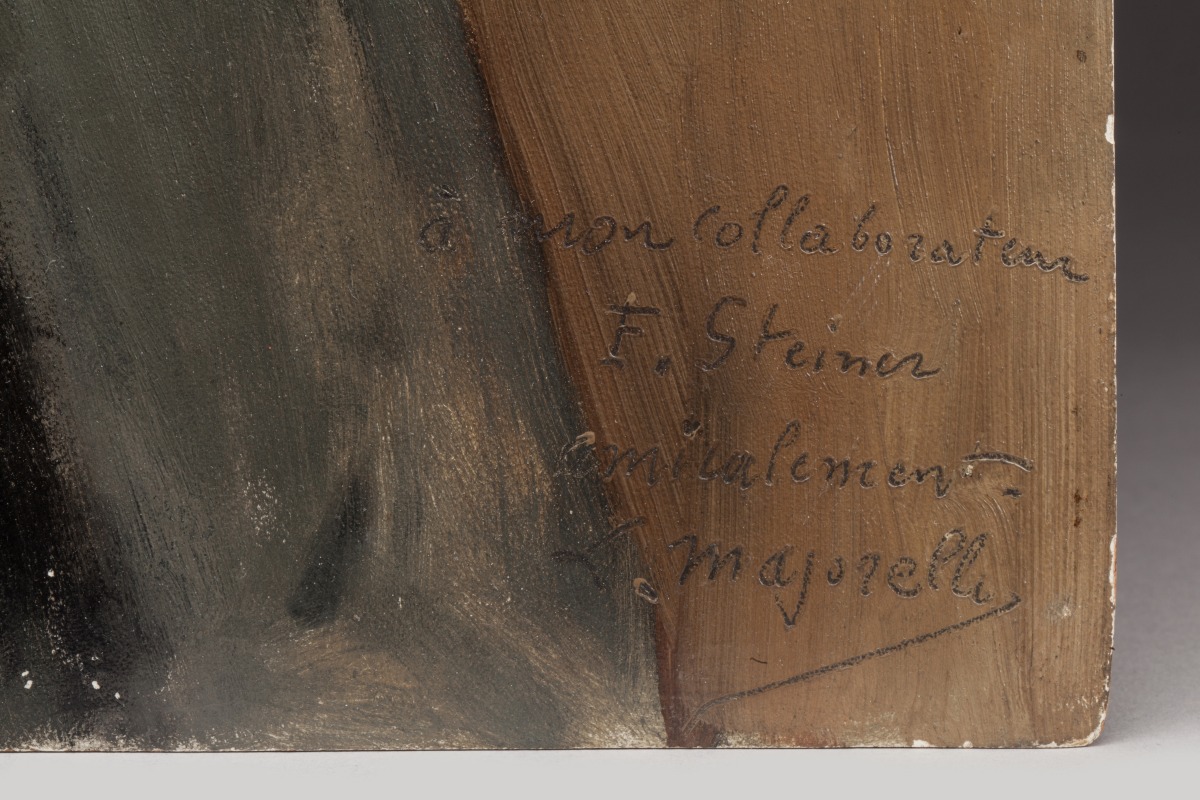 à mon collaborateur
F. Steiner
amicalement
L. Majorelle